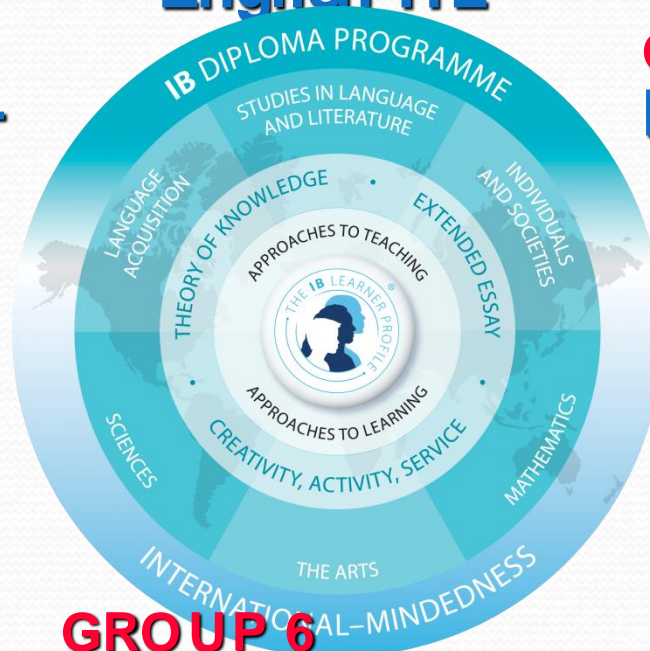 IB DIPLOMA PROGRAMME
STUDIES IN LANGUAGE
AND LITERATURE
LANGUAGE
ACQUISITION
INDIVIDUALS
AND SOCIETIES
THEORY OF KNOWLEDGE
•
EXTENDED ESSAY
APPROACHES TO TEACHING
THE IB LEARNER PROFILE ®
APPROACHES TO LEARNING
•
•
CREATIVITY, ACTIVITY, SERVICE
SCIENCES
MATHEMATICS
THE ARTS
INTERNATIONAL–MINDEDNESS
GROUP 6